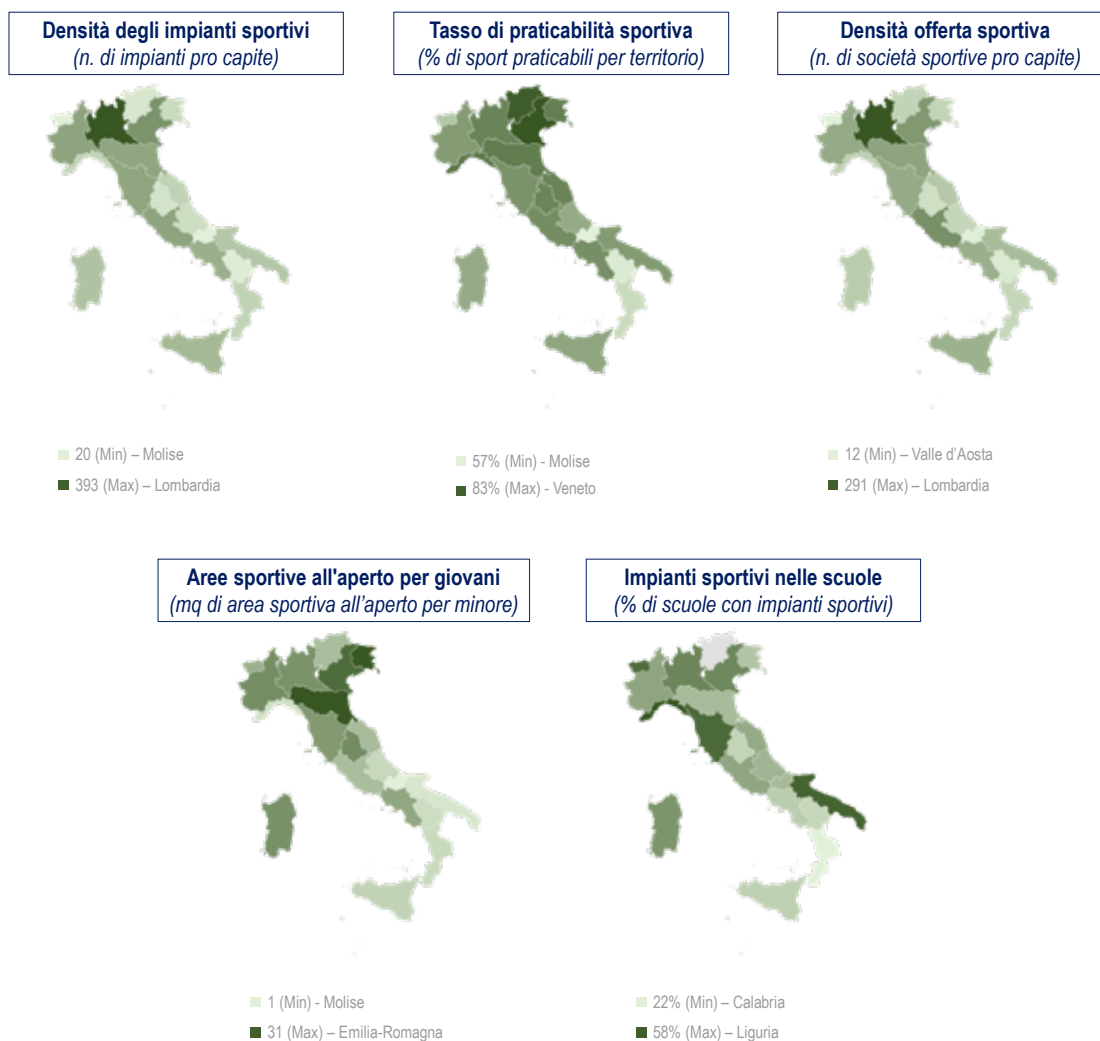 Densità degli impianti sportivi
(n. di impianti pro capite)
Tasso di praticabilità sportiva
(% di sport praticabili per territorio)
Densità offerta sportiva
(n. di società sportive pro capite)
20 (Min) – Molise
393 (Max) – Lombardia
57% (Min) - Molise
83% (Max) - Veneto
12 (Min) – Valle d’Aosta
291 (Max) – Lombardia
Aree sportive all'aperto per giovani
(mq di area sportiva all’aperto per minore)
Impianti sportivi nelle scuole
(% di scuole con impianti sportivi)
1 (Min) - Molise
31 (Max) – Emilia-Romagna
22% (Min) – Calabria
58% (Max) – Liguria